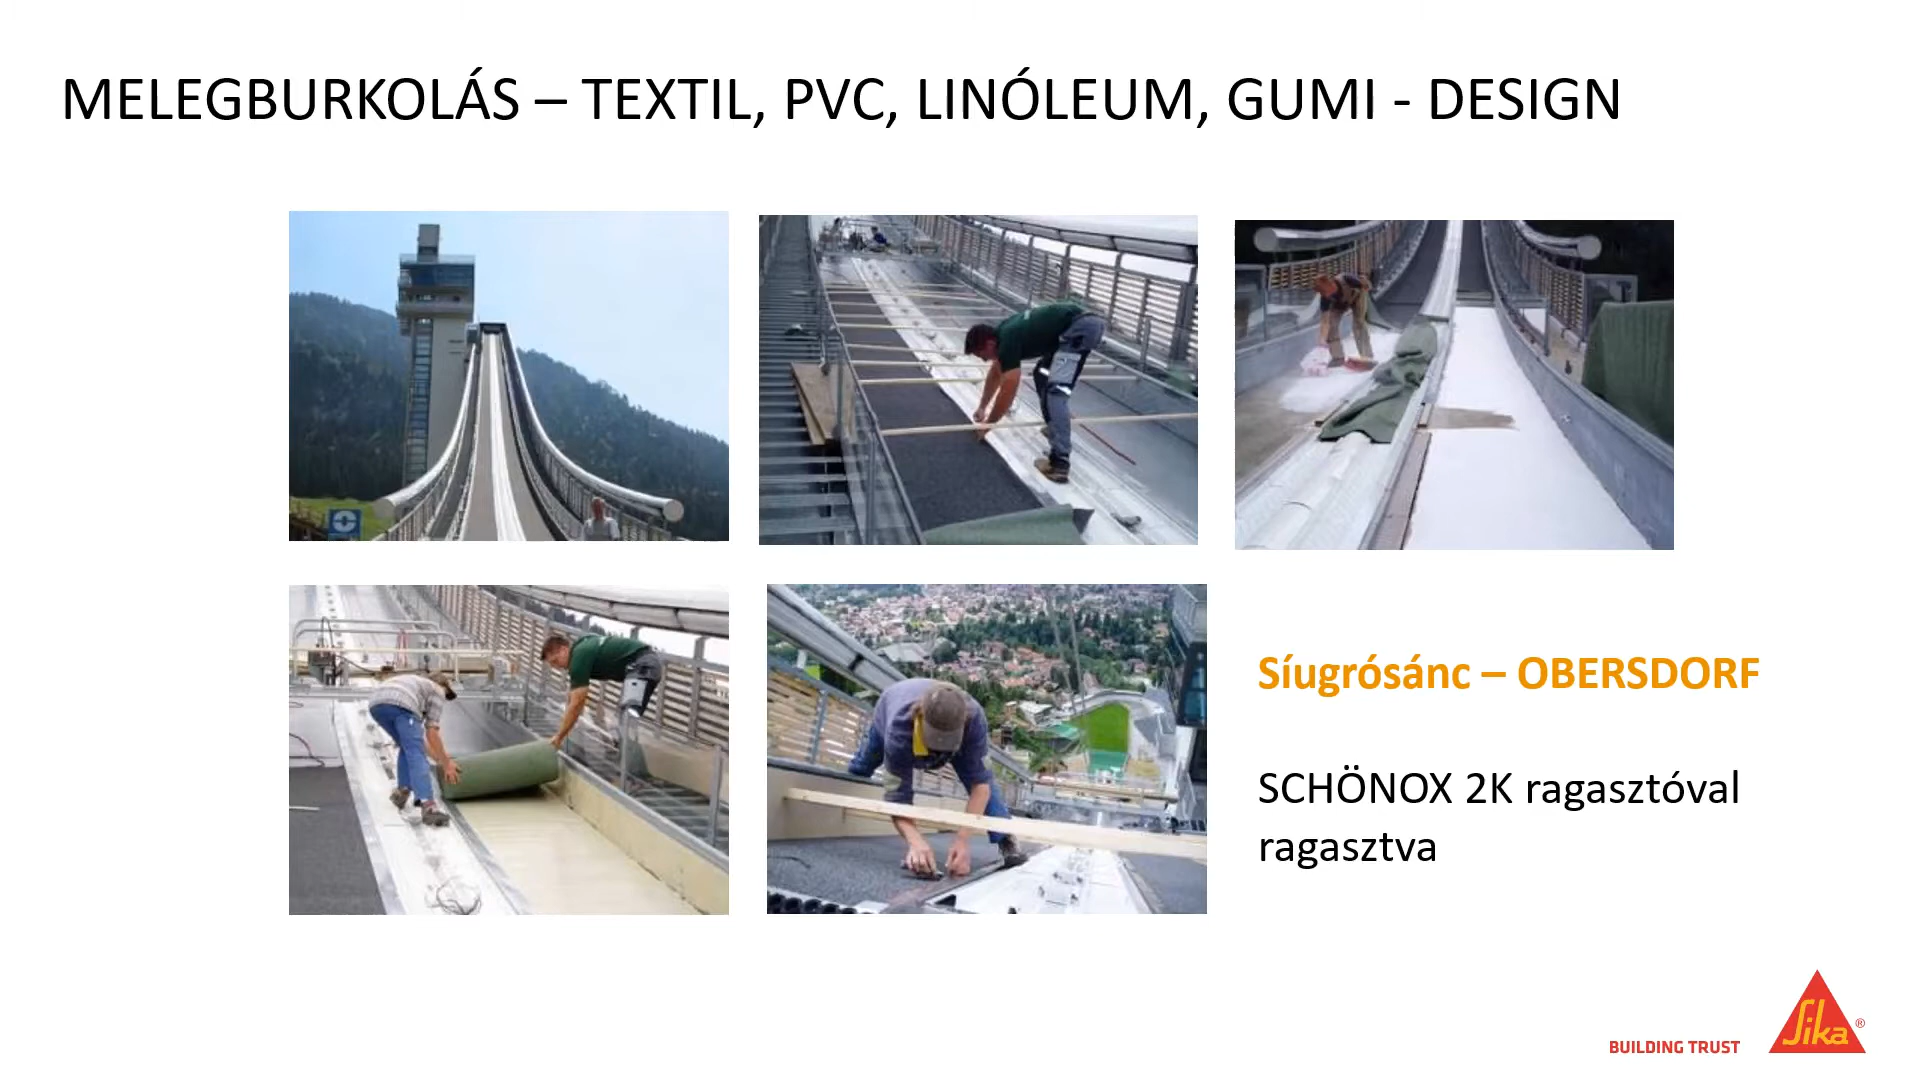 MELEGBURKOLÁS – TEXTIL, PVC, LINÓLEUM, GUMI - DESIGN
Síugrósánc – OBERSDORF
SCHÖNOX 2K ragasztóval
ragasztva
BUILDING TRUST
Sika®